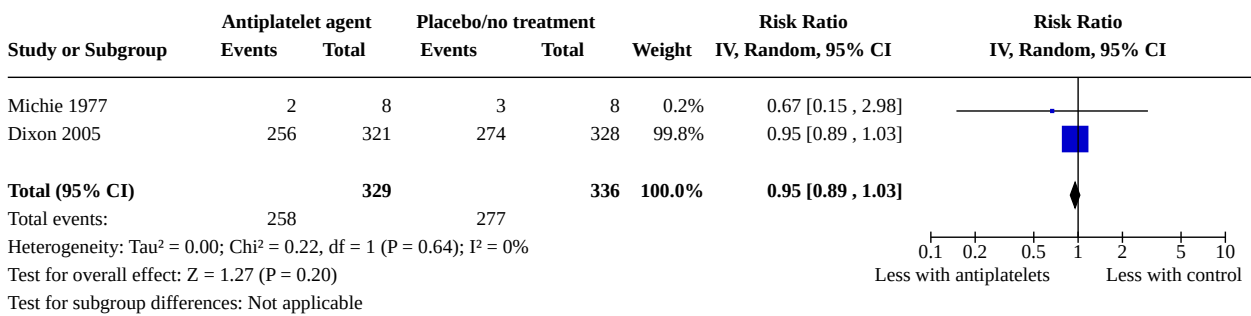 Antiplatelet agent Placebo/no treatment Risk Ratio Risk Ratio
Study or Subgroup Events Total Events Total Weight IV, Random, 95% CI IV, Random, 95% CI
Michie 1977 2 8 3 8 0.2% 0.67 [0.15 , 2.98]
Dixon 2005 256 321 274 328 99.8% 0.95 [0.89 , 1.03]
Total (95% CI) 329 336 100.0% 0.95 [0.89 , 1.03]
Total events: 258 277
Heterogeneity: Tau² = 0.00; Chi² = 0.22, df = 1 (P = 0.64); I² = 0%
0.1 0.2 0.5 1 2 5 10
Test for overall effect: Z = 1.27 (P = 0.20)
Less with antiplatelets Less with control
Test for subgroup differences: Not applicable